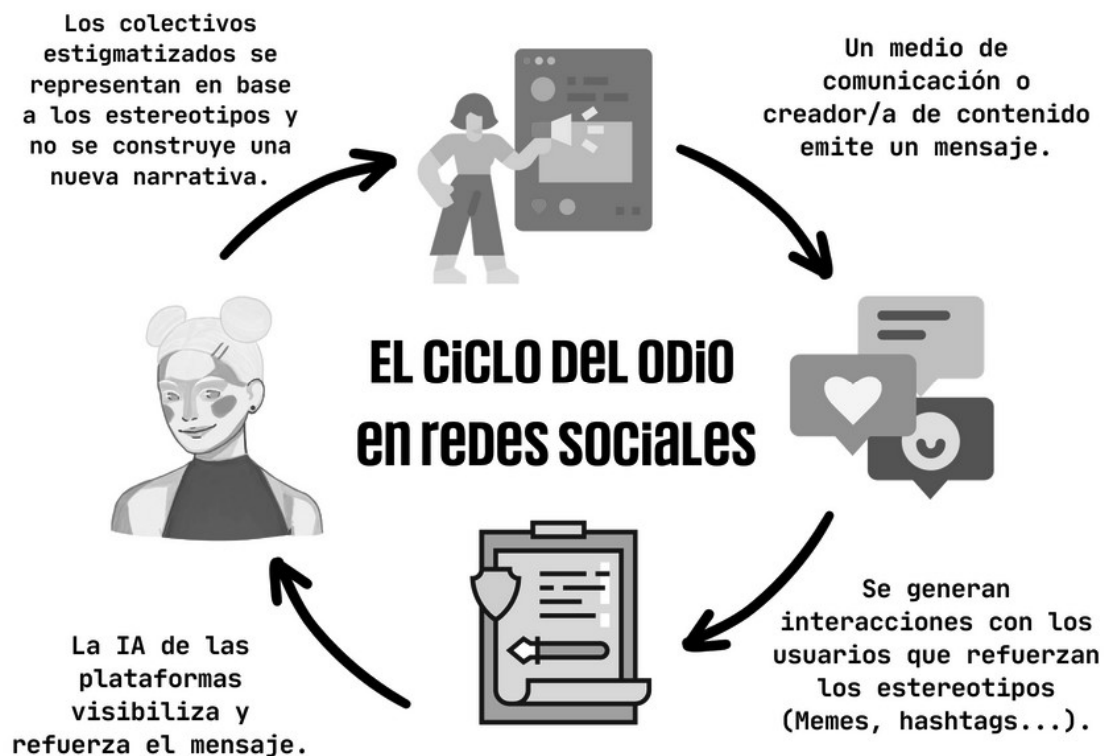 Los colectivos
estigmatizados se
representan en base
a los estereotipos y
no se construye una
nueva narrativa.
Un medio de
comunicación o
creador/a de contenido
emite un mensaje.
EL CICLO DEL ODIO
en REDES SOCIALES
La IA de las
plataformas
visibiliza y
refuerza el mensaje.
Se generan
interacciones con los
usuarios que refuerzan
los estereotipos
(Memes, hashtags...).